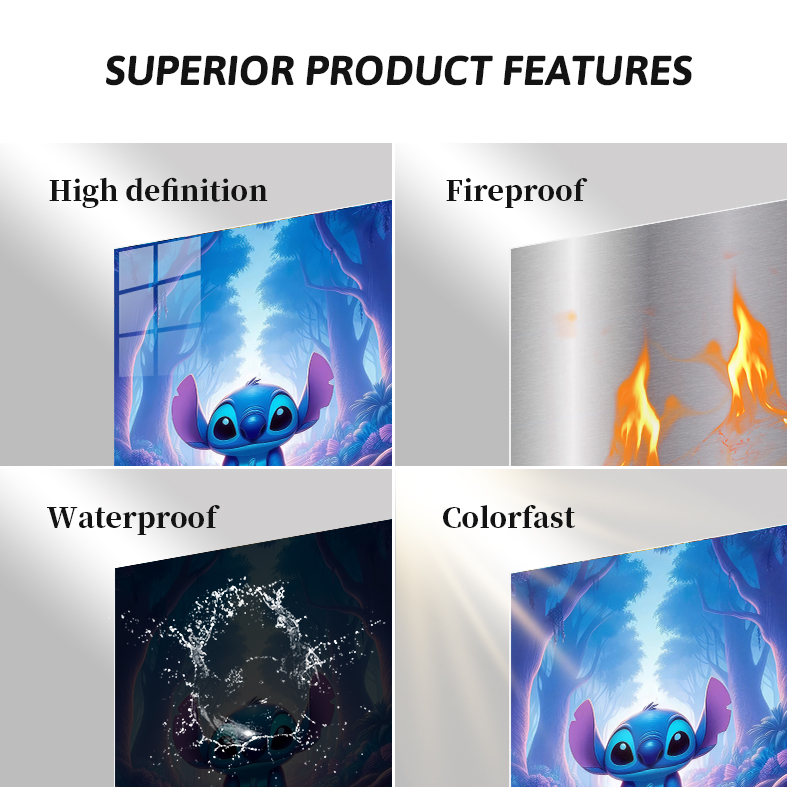 SUPERIOR PRODUCT FEATURES
High definition
Fireproof
Waterproof
Colorfast